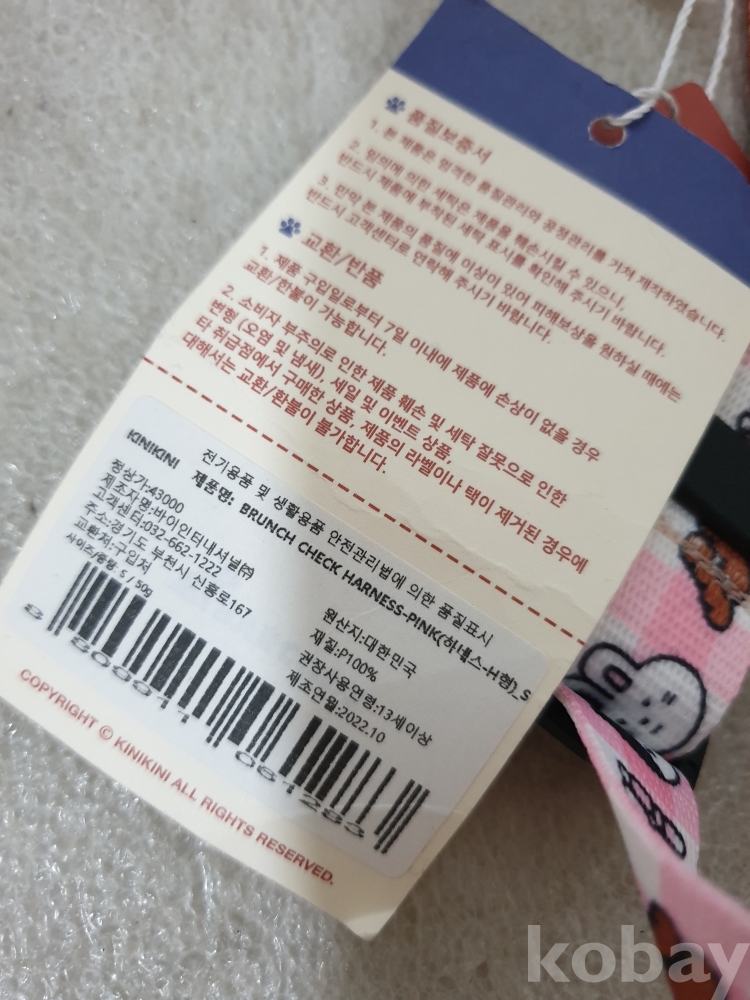 품질보증서
1. 본 제품은 엄격한 품질관리와 공정관리를 거쳐 제작하였습니다.
2. 임의에 의한 세탁은 제품을 훼손시킬 수 있으니,
반드시 제품에 부착된 세탁 표시를 확인해 주시기 바랍니다.
3. 만약 본 제품의 품질에 이상이 있어 피해보상을 원하실 때에는
반드시 고객센터로 연락해 주시기 바랍니다.
교환/반품
1. 제품 구입일로부터 7일 이내에 제품에 손상이 없을 경우
교환/환불이 가능합니다.
2. 소비자 부주의로 인한 제품 훼손 및 세탁 잘못으로 인한
변형 (오염 및 냄새), 세일 및 이벤트 상품,
타 취급점에서 구매한 상품, 제품의 라벨이나 택이 제거된 경우에
대해서는 교환/환불이 불가합니다.
KINIKINI
전기용품 및 생활용품 안전관리법에 의한 품질표시
제품명: BRUNCH CHECK HARNESS-PINK(하네스-H형)_S
정상가:43000
제조자명:바이인터내셔널㈜
고객센터:032-662-1222
주소:경기도 부천시 신흥로167
교환처:구입처
사이즈/중량: S / 50g
원산지:대한민국
재질:P100%
권장사용연령:13세이상
제조연월:2022.10
8 800011 061283
COPYRIGHT © KINIKINI ALL RIGHTS RESERVED.
kobay